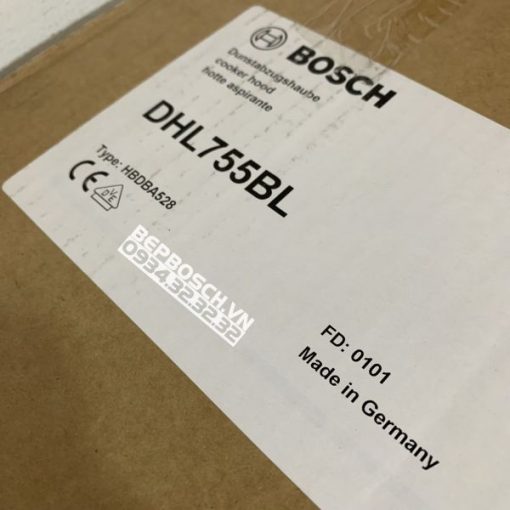 BOSCH
Dunstabzugshaube
cooker hood
hotte aspirante
DHL755BL
Type: HBDBA528
CE
VDE
BEPBOSCH.VN
0934.32.32.32
FD: 0101
Made in Germany